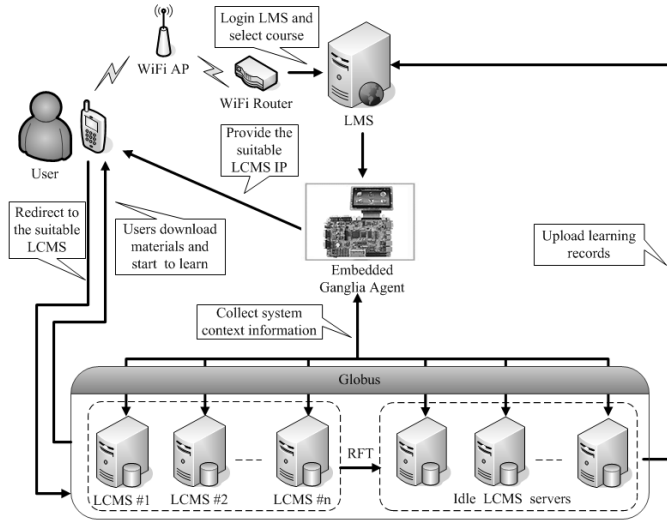 Login LMS and
select course
WiFi AP
WiFi Router
LMS
User
Provide the
suitable
LCMS IP
Redirect to
the suitable
LCMS
Users download
materials and
start to learn
Embedded
Ganglia Agent
Upload learning
records
Collect system
context information
Globus
RFT
LCMS #1
LCMS #2
LCMS #n
Idle LCMS servers